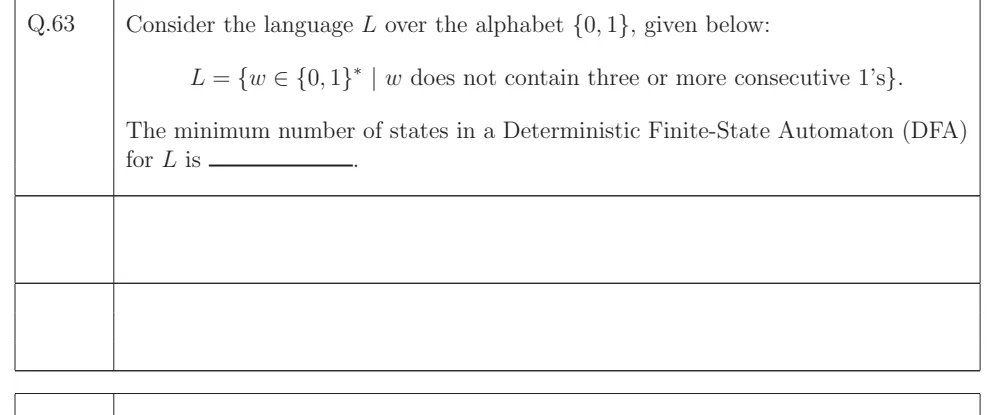 Q.63 Consider the language L over the alphabet {0, 1}, given below:
L = {w ∈ {0, 1}* | w does not contain three or more consecutive 1's}.
The minimum number of states in a Deterministic Finite-State Automaton (DFA)
for L is ____________.